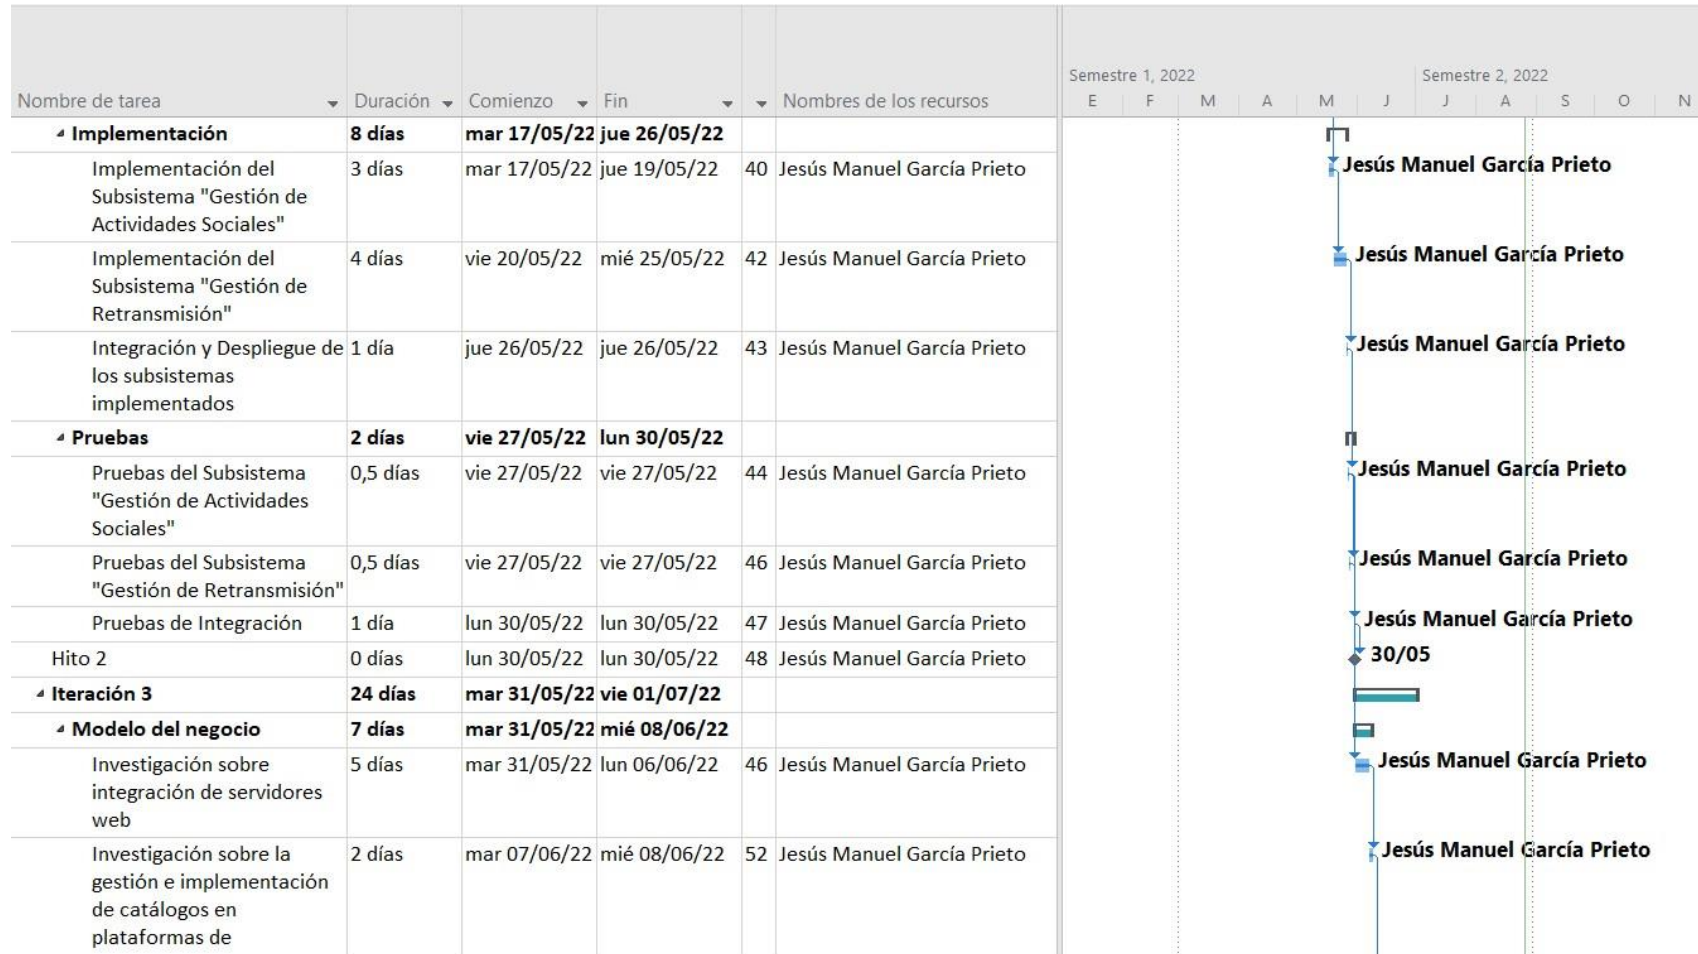 Semestre 1, 2022 Semestre 2, 2022
Nombre de tarea Duración Comienzo Fin Nombres de los recursos E F M A M J J A S O N
Implementación 8 días mar 17/05/22 jue 26/05/22
Implementación del 3 días mar 17/05/22 jue 19/05/22 40 Jesús Manuel García Prieto Jesús Manuel García Prieto
Subsistema "Gestión de
Actividades Sociales"
Implementación del 4 días vie 20/05/22 mié 25/05/22 42 Jesús Manuel García Prieto Jesús Manuel García Prieto
Subsistema "Gestión de
Retransmisión"
Integración y Despliegue de 1 día jue 26/05/22 jue 26/05/22 43 Jesús Manuel García Prieto Jesús Manuel García Prieto
los subsistemas
implementados
Pruebas 2 días vie 27/05/22 lun 30/05/22
Pruebas del Subsistema 0,5 días vie 27/05/22 vie 27/05/22 44 Jesús Manuel García Prieto Jesús Manuel García Prieto
"Gestión de Actividades
Sociales"
Pruebas del Subsistema 0,5 días vie 27/05/22 vie 27/05/22 46 Jesús Manuel García Prieto Jesús Manuel García Prieto
"Gestión de Retransmisión"
Pruebas de Integración 1 día lun 30/05/22 lun 30/05/22 47 Jesús Manuel García Prieto Jesús Manuel García Prieto
Hito 2 0 días lun 30/05/22 lun 30/05/22 48 Jesús Manuel García Prieto 30/05
Iteración 3 24 días mar 31/05/22 vie 01/07/22
Modelo del negocio 7 días mar 31/05/22 mié 08/06/22
Investigación sobre 5 días mar 31/05/22 lun 06/06/22 46 Jesús Manuel García Prieto Jesús Manuel García Prieto
integración de servidores
web
Investigación sobre la 2 días mar 07/06/22 mié 08/06/22 52 Jesús Manuel García Prieto Jesús Manuel García Prieto
gestión e implementación
de catálogos en
plataformas de